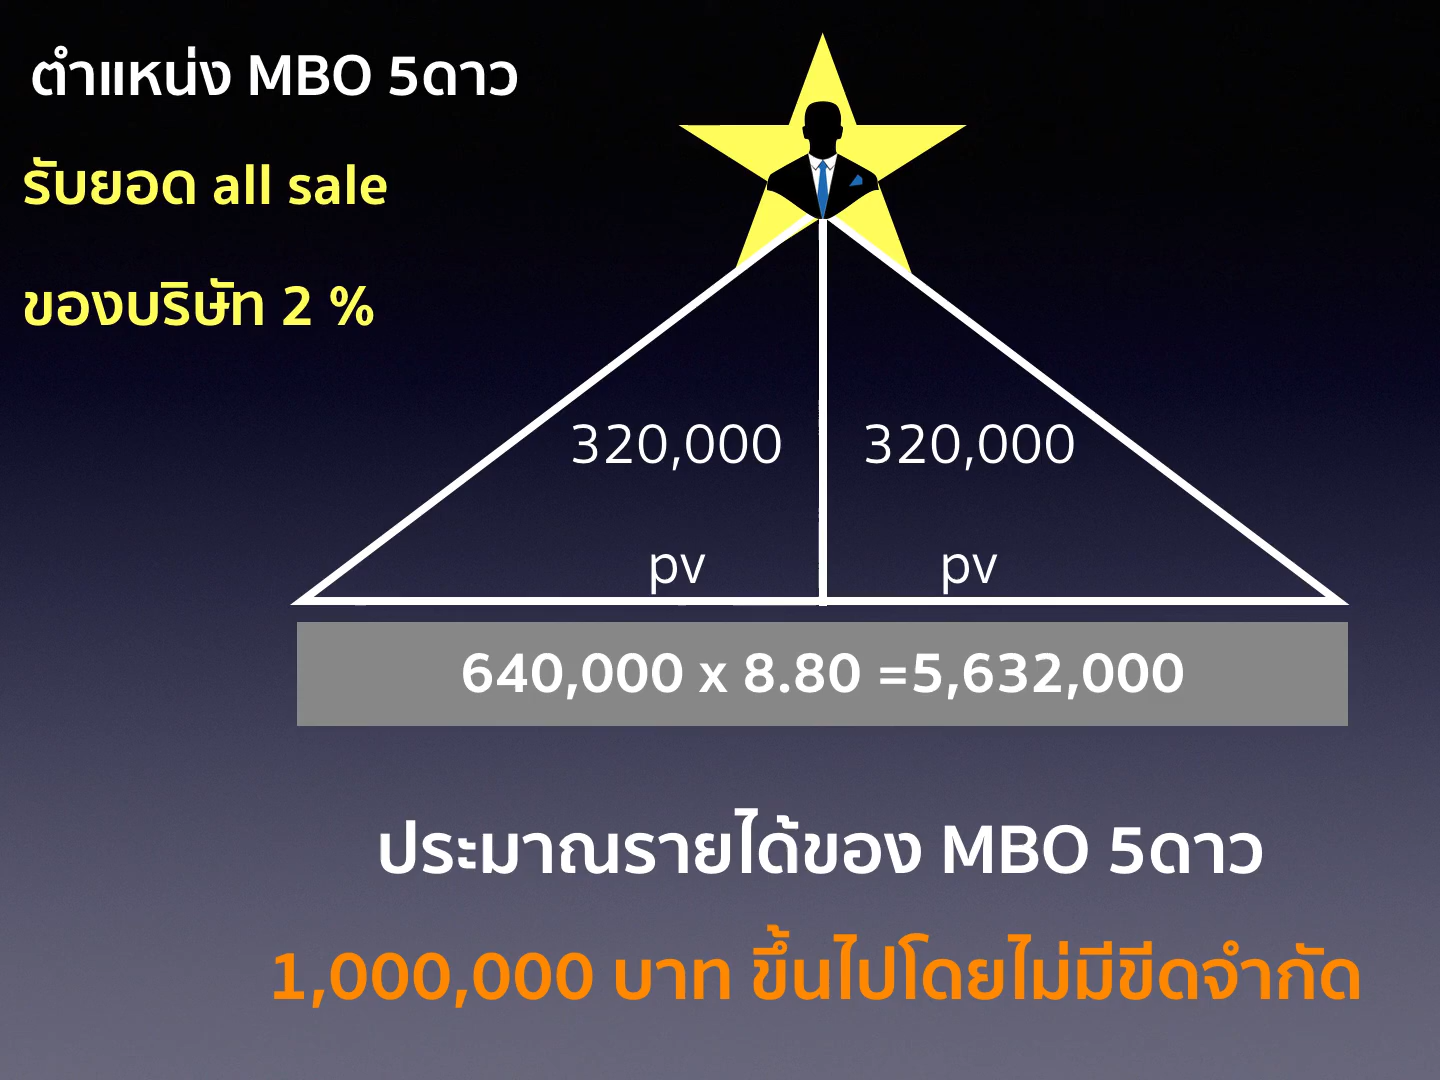 ตำแหน่ง MBO 5ดาว
รับยอด all sale
ของบริษัท 2 %
320,000 320,000
pv pv
640,000 x 8.80 =5,632,000
ประมาณรายได้ของ MBO 5ดาว
1,000,000 บาท ขึ้นไปโดยไม่มีขีดจำกัด